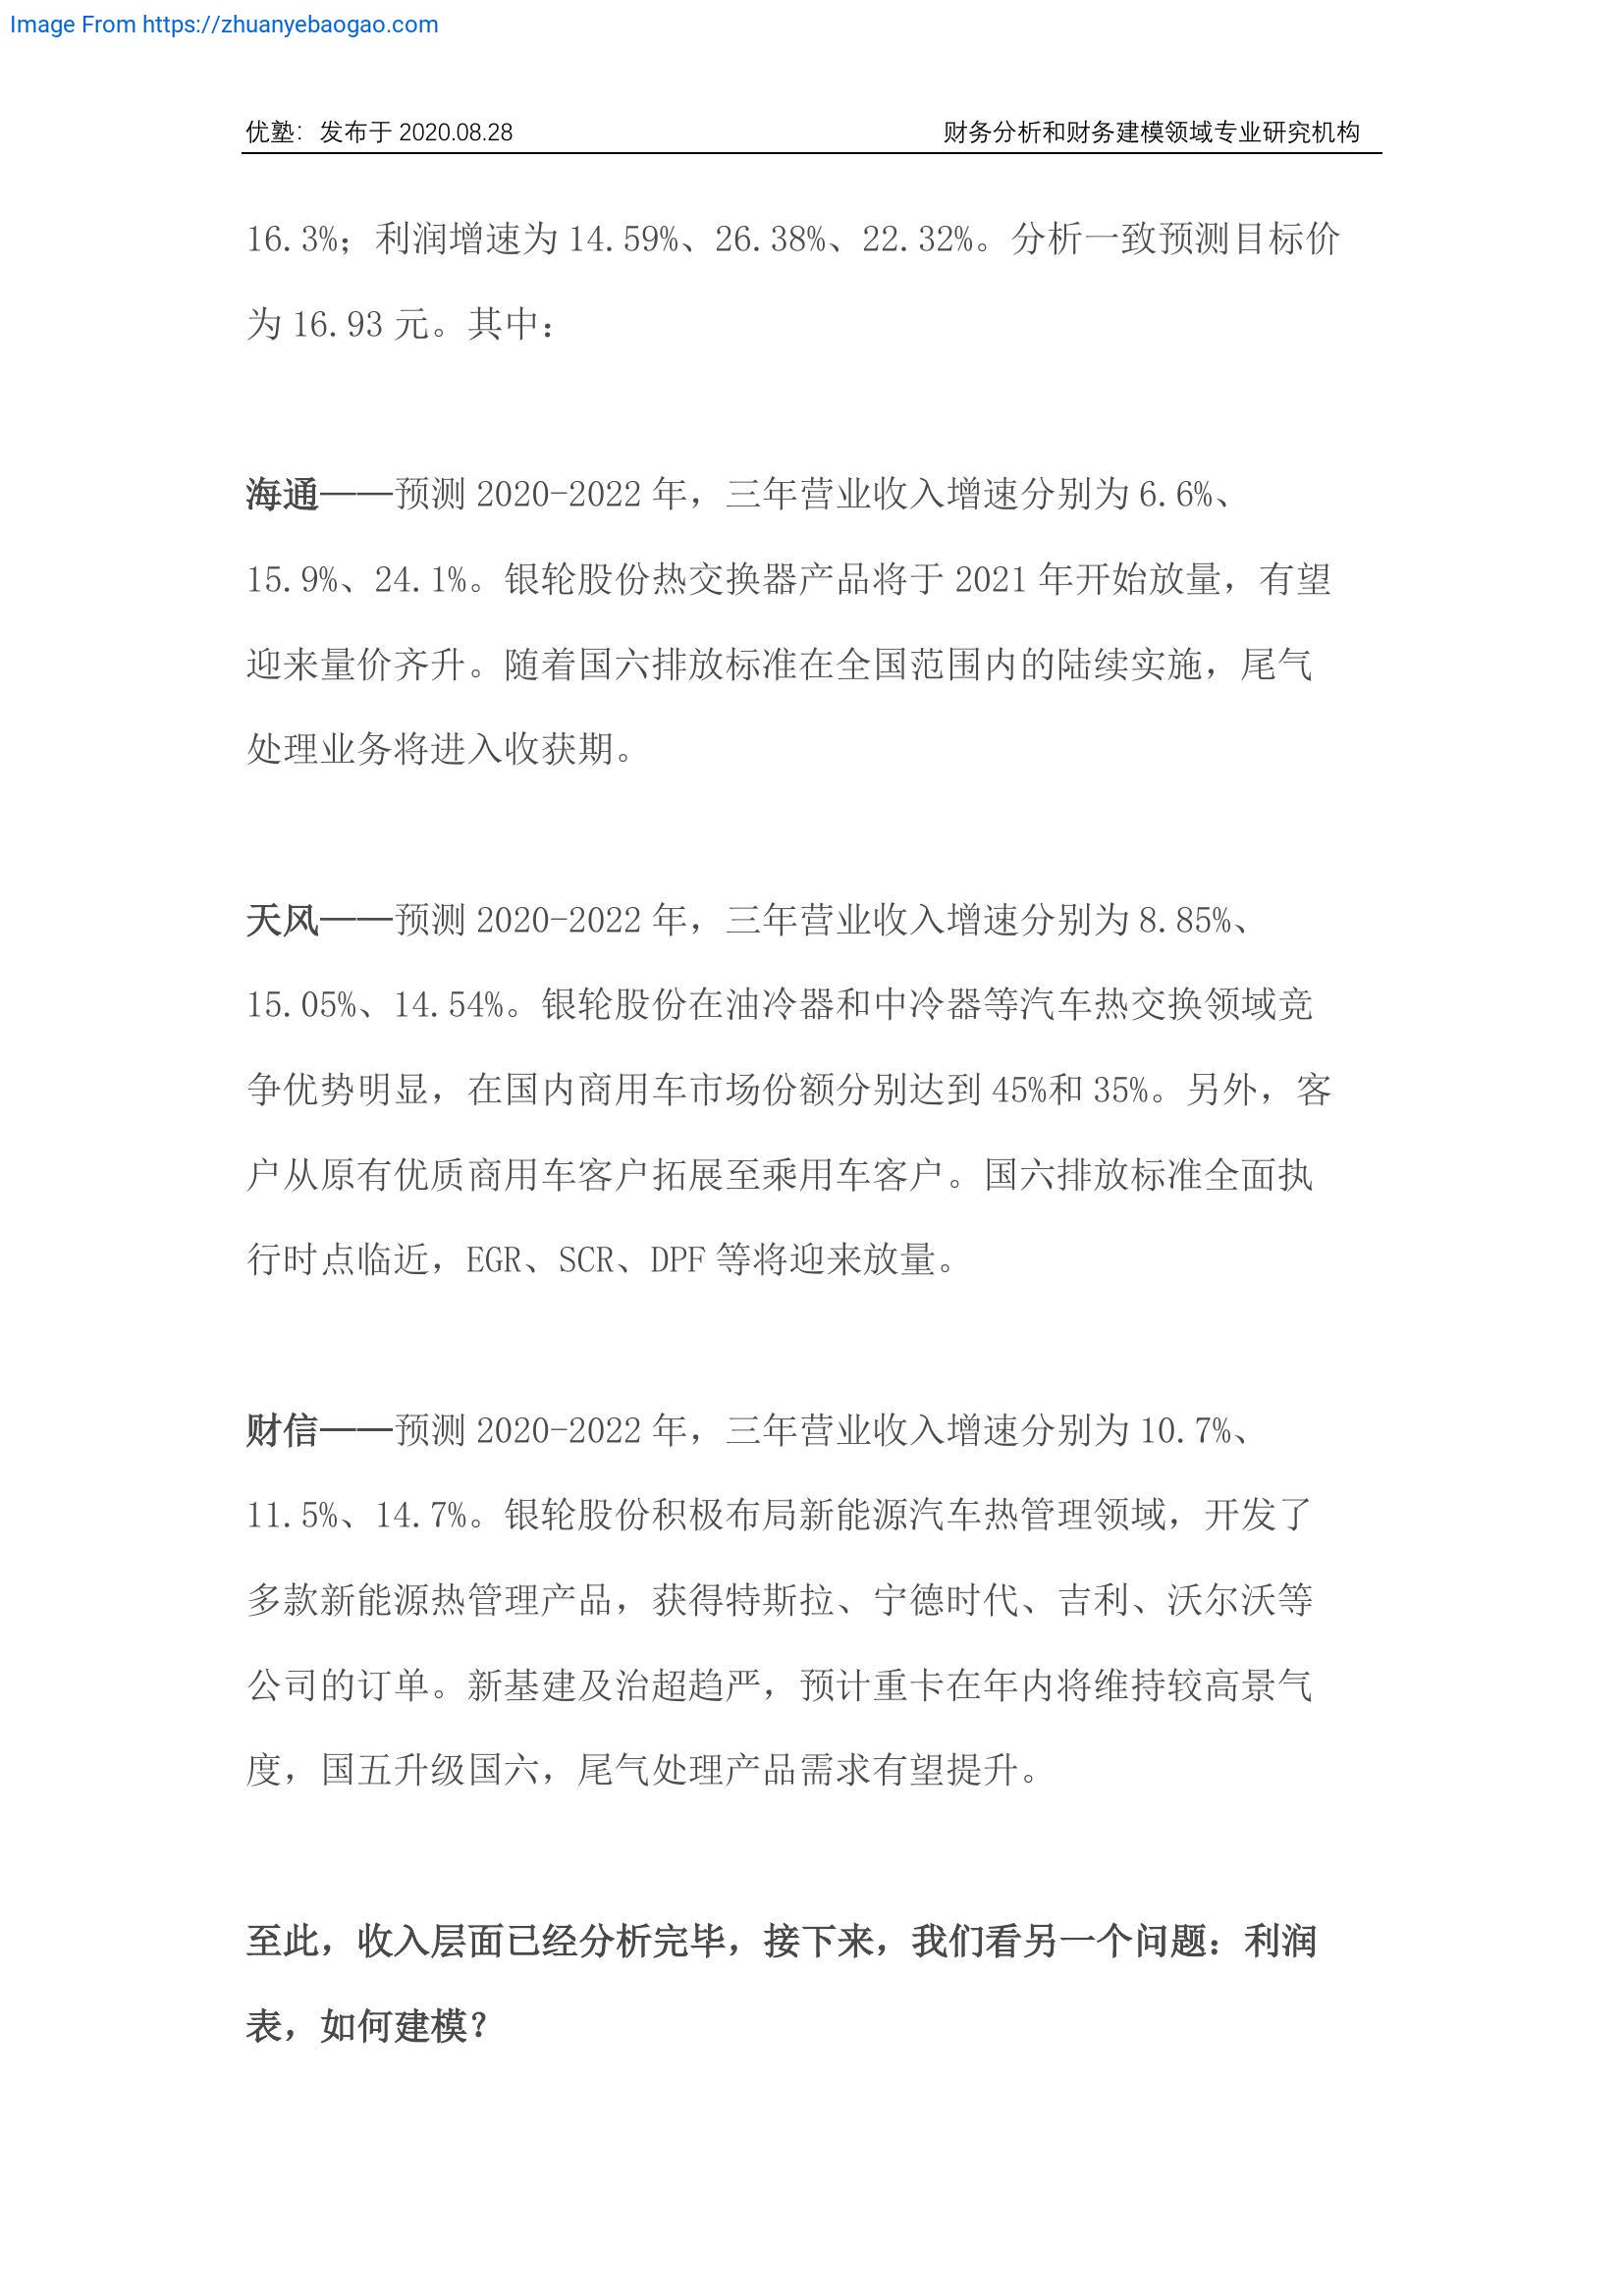 Image From https://zhuanyebaogao.com
优塾：发布于 2020.08.28 财务分析和财务建模领域专业研究机构
16.3%；利润增速为 14.59%、26.38%、22.32%。分析一致预测目标价
为 16.93 元。其中：
海通——预测 2020-2022 年，三年营业收入增速分别为 6.6%、
15.9%、24.1%。银轮股份热交换器产品将于 2021 年开始放量，有望
迎来量价齐升。随着国六排放标准在全国范围内的陆续实施，尾气
处理业务将进入收获期。
天风——预测 2020-2022 年，三年营业收入增速分别为 8.85%、
15.05%、14.54%。银轮股份在油冷器和中冷器等汽车热交换领域竞
争优势明显，在国内商用车市场份额分别达到 45%和 35%。另外，客
户从原有优质商用车客户拓展至乘用车客户。国六排放标准全面执
行时点临近，EGR、SCR、DPF 等将迎来放量。
财信——预测 2020-2022 年，三年营业收入增速分别为 10.7%、
11.5%、14.7%。银轮股份积极布局新能源汽车热管理领域，开发了
多款新能源热管理产品，获得特斯拉、宁德时代、吉利、沃尔沃等
公司的订单。新基建及治超趋严，预计重卡在年内将维持较高景气
度，国五升级国六，尾气处理产品需求有望提升。
至此，收入层面已经分析完毕，接下来，我们看另一个问题：利润
表，如何建模？